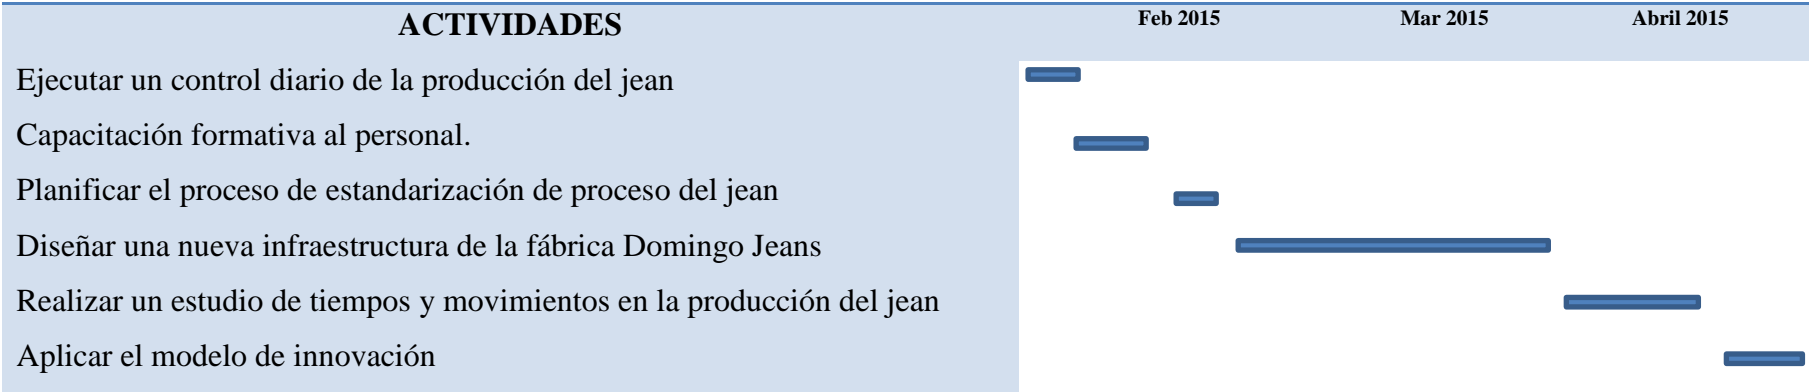 ACTIVIDADES Feb 2015 Mar 2015 Abril 2015
Ejecutar un control diario de la producción del jean
Capacitación formativa al personal.
Planificar el proceso de estandarización de proceso del jean
Diseñar una nueva infraestructura de la fábrica Domingo Jeans
Realizar un estudio de tiempos y movimientos en la producción del jean
Aplicar el modelo de innovación